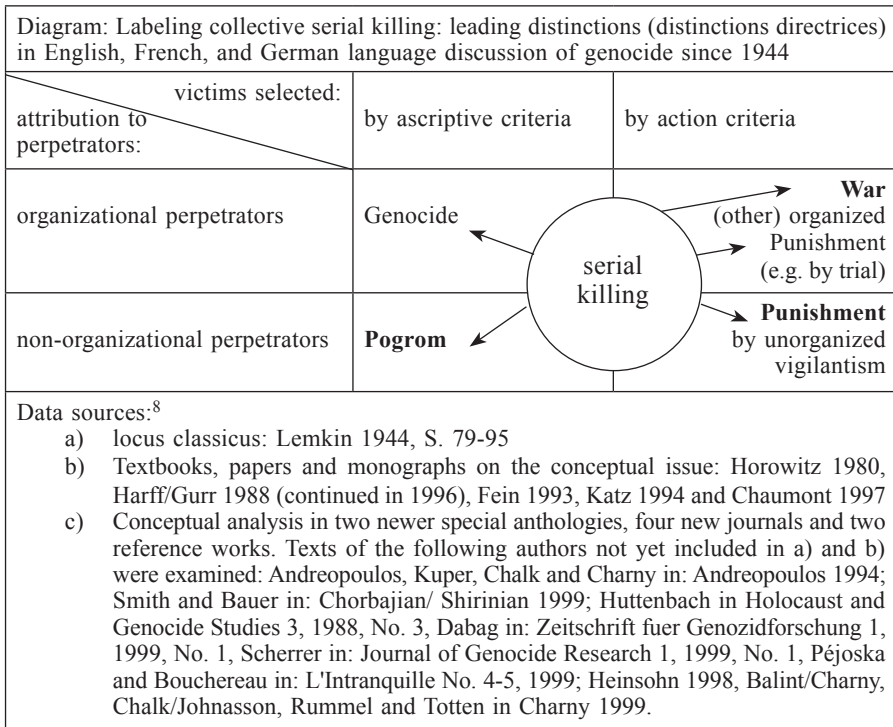 Diagram: Labeling collective serial killing: leading distinctions (distinctions directrices)
in English, French, and German language discussion of genocide since 1944
victims selected:
attribution to
perpetrators:
by ascriptive criteria
by action criteria
organizational perpetrators
Genocide
War
(other) organized
Punishment
(e.g. by trial)
serial
killing
non-organizational perpetrators
Pogrom
Punishment
by unorganized
vigilantism
Data sources:8
a) locus classicus: Lemkin 1944, S. 79-95
b) Textbooks, papers and monographs on the conceptual issue: Horowitz 1980,
Harff/Gurr 1988 (continued in 1996), Fein 1993, Katz 1994 and Chaumont 1997
c) Conceptual analysis in two newer special anthologies, four new journals and two
reference works. Texts of the following authors not yet included in a) and b)
were examined: Andreopoulos, Kuper, Chalk and Charny in: Andreopoulos 1994;
Smith and Bauer in: Chorbajian/ Shirinian 1999; Huttenbach in Holocaust and
Genocide Studies 3, 1988, No. 3, Dabag in: Zeitschrift fuer Genozidforschung 1,
1999, No. 1, Scherrer in: Journal of Genocide Research 1, 1999, No. 1, Péjoska
and Bouchereau in: L'Intranquille No. 4-5, 1999; Heinsohn 1998, Balint/Charny,
Chalk/Johnasson, Rummel and Totten in Charny 1999.